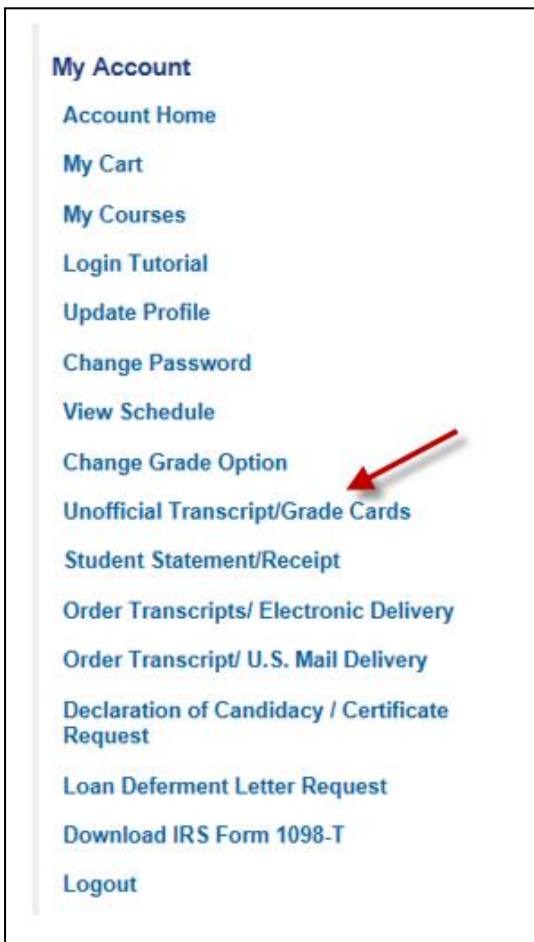 My Account
Account Home
My Cart
My Courses
Login Tutorial
Update Profile
Change Password
View Schedule
Change Grade Option
Unofficial Transcript/Grade Cards
Student Statement/Receipt
Order Transcripts/ Electronic Delivery
Order Transcript/ U.S. Mail Delivery
Declaration of Candidacy / Certificate
Request
Loan Deferment Letter Request
Download IRS Form 1098-T
Logout